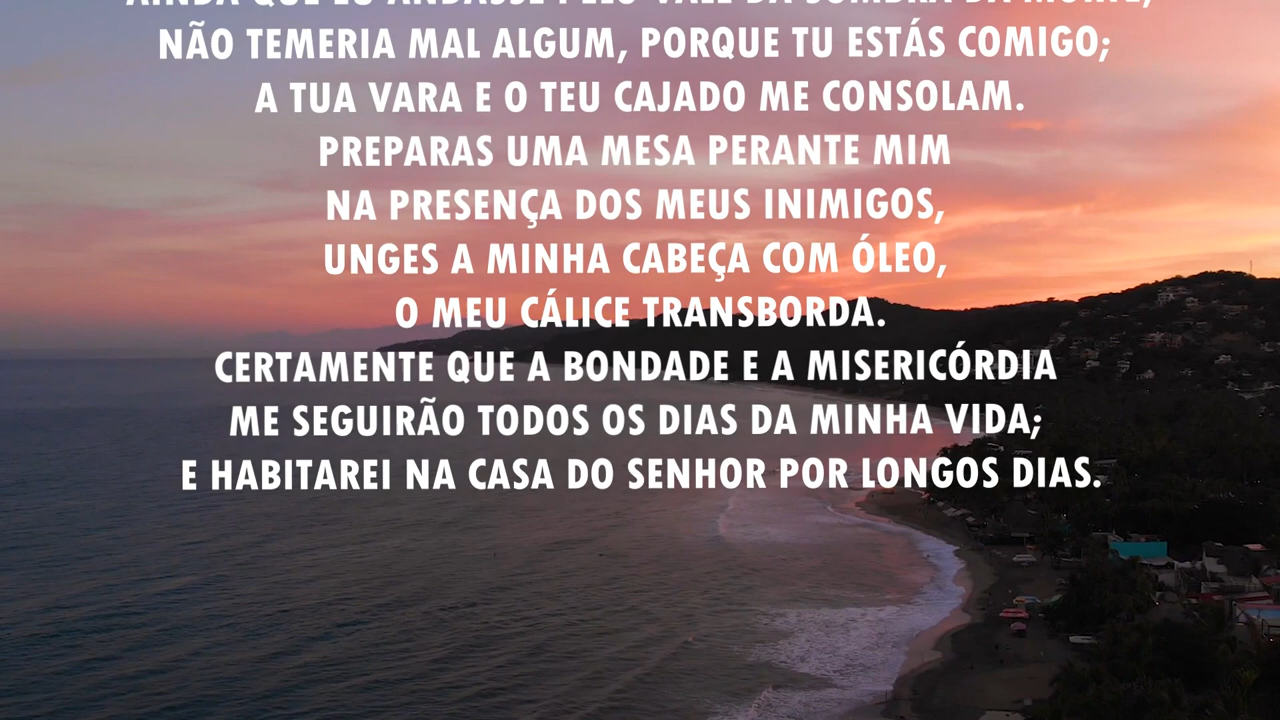 AINDA QUE EU ANDASSE PELO VALE DA SOMBRA DA MORTE,
NÃO TEMERIA MAL ALGUM, PORQUE TU ESTÁS COMIGO;
A TUA VARA E O TEU CAJADO ME CONSOLAM.
PREPARAS UMA MESA PERANTE MIM
NA PRESENÇA DOS MEUS INIMIGOS,
UNGES A MINHA CABEÇA COM ÓLEO,
O MEU CÁLICE TRANSBORDA.
CERTAMENTE QUE A BONDADE E A MISERICÓRDIA
ME SEGUIRÃO TODOS OS DIAS DA MINHA VIDA;
E HABITAREI NA CASA DO SENHOR POR LONGOS DIAS.